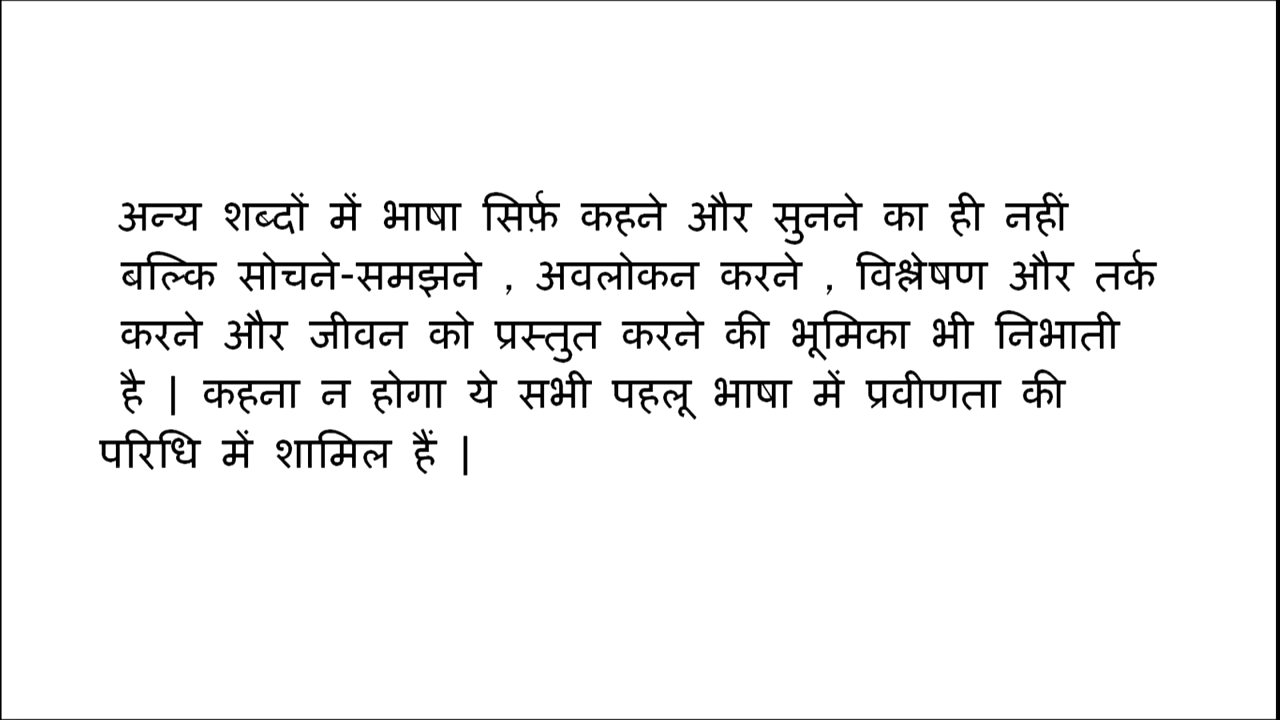 अन्य शब्दों में भाषा सिर्फ़ कहने और सुनने का ही नहीं
बल्कि सोचने-समझने , अवलोकन करने , विश्लेषण और तर्क
करने और जीवन को प्रस्तुत करने की भूमिका भी निभाती
है | कहना न होगा ये सभी पहलू भाषा में प्रवीणता की
परिधि में शामिल हैं |